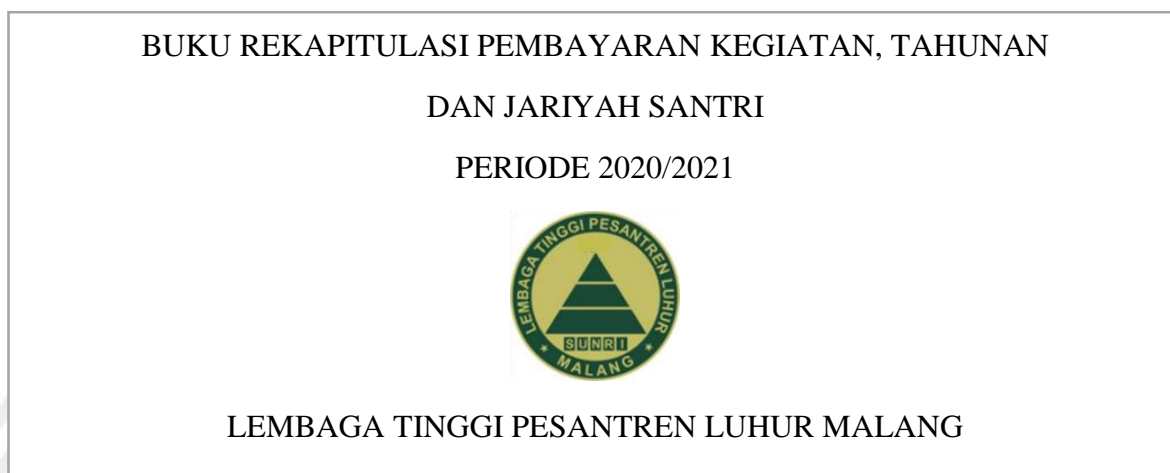 BUKU REKAPITULASI PEMBAYARAN KEGIATAN, TAHUNAN
DAN JARIYAH SANTRI
PERIODE 2020/2021
LEMBAGA TINGGI PESANTREN LUHUR
SUNRI
MALANG
LEMBAGA TINGGI PESANTREN LUHUR MALANG